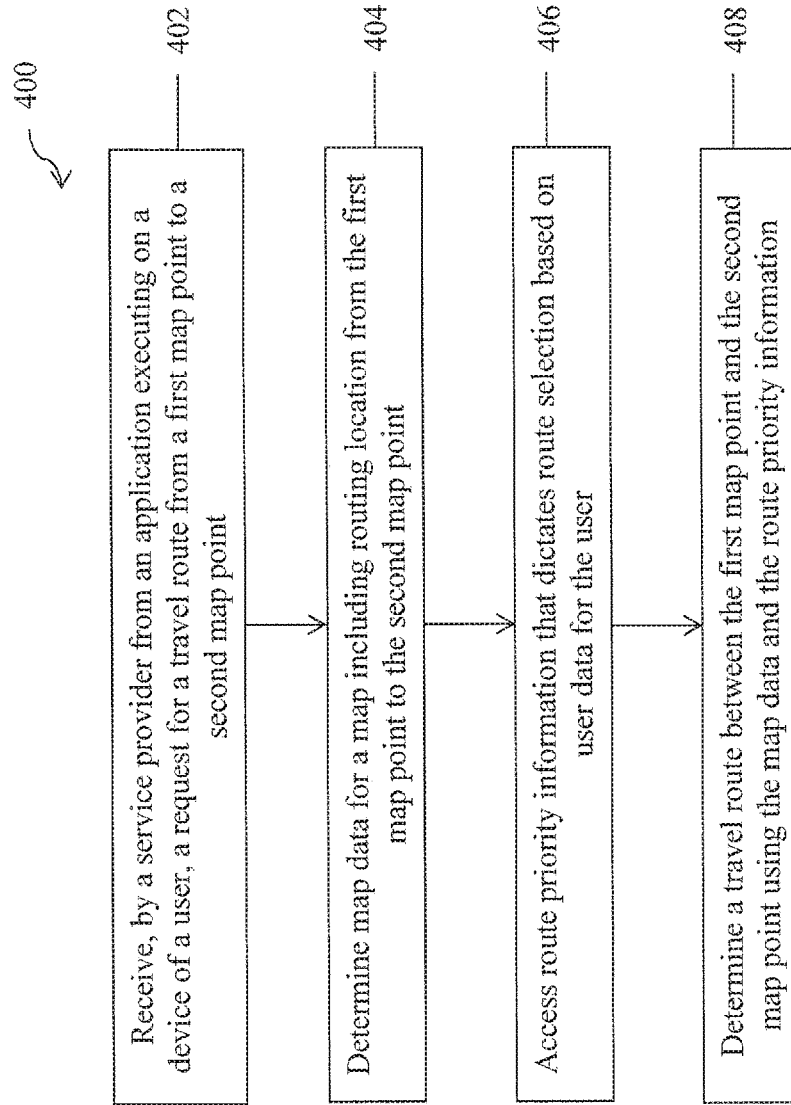 400
Receive, by a service provider from an application executing on a
device of a user, a request for a travel route from a first map point to a
second map point
402
Determine map data for a map including routing location from the first
map point to the second map point
404
Access route priority information that dictates route selection based on
user data for the user
406
Determine a travel route between the first map point and the second
map point using the map data and the route priority information
408